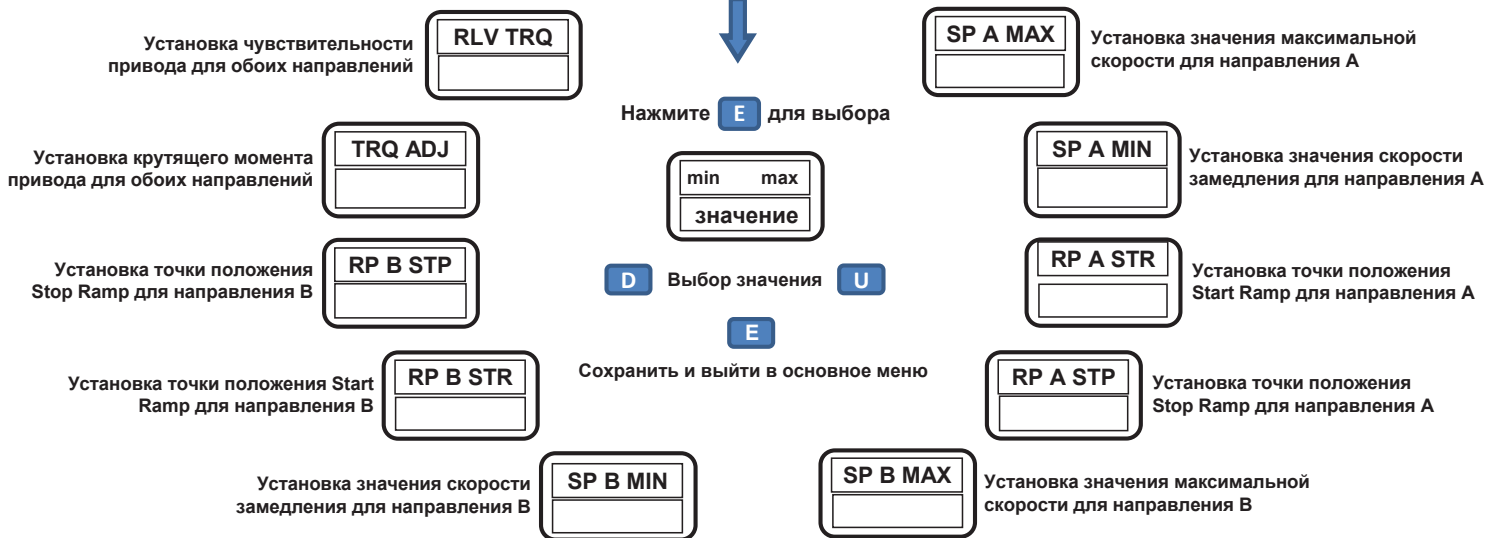 Установка чувствительности
привода для обоих направлений
RLV TRQ
SP A MAX
Установка значения максимальной
скорости для направления A
Нажмите E для выбора
Установка крутящего момента
привода для обоих направлений
TRQ ADJ
min max
значение
SP A MIN
Установка значения скорости
замедления для направления A
Установка точки положения
Stop Ramp для направления B
RP B STP
D Выбор значения U
RP A STR
Установка точки положения
Start Ramp для направления A
E
Сохранить и выйти в основное меню
Установка точки положения Start
Ramp для направления B
RP B STR
RP A STP
Установка точки положения
Stop Ramp для направления A
Установка значения скорости
замедления для направления B
SP B MIN
SP B MAX
Установка значения максимальной
скорости для направления B